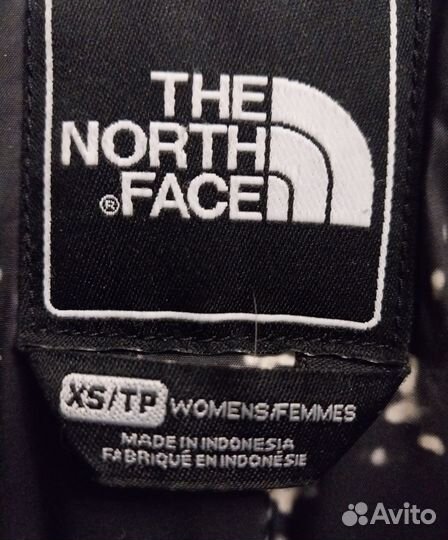 THE
NORTH
FACE®
XS/TP WOMENS/FEMMES
MADE IN INDONESIA
FABRIQUÉ EN INDONÉSIE
Avito